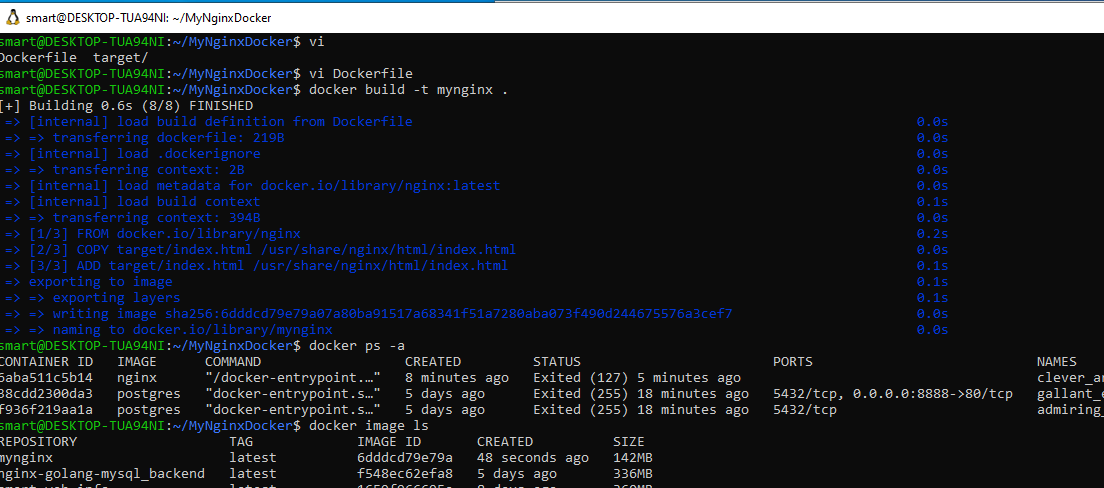 smart@DESKTOP-TUA94NI: ~/MyNginxDocker
smart@DESKTOP-TUA94NI:~/MyNginxDocker$ vi
Dockerfile  target/
smart@DESKTOP-TUA94NI:~/MyNginxDocker$ vi Dockerfile
smart@DESKTOP-TUA94NI:~/MyNginxDocker$ docker build -t mynginx .
[+] Building 0.6s (8/8) FINISHED
=> [internal] load build definition from Dockerfile 0.0s
=> => transferring dockerfile: 219B 0.0s
=> [internal] load .dockerignore 0.0s
=> => transferring context: 2B 0.0s
=> [internal] load metadata for docker.io/library/nginx:latest 0.0s
=> [internal] load build context 0.1s
=> => transferring context: 394B 0.0s
=> [1/3] FROM docker.io/library/nginx 0.2s
=> [2/3] COPY target/index.html /usr/share/nginx/html/index.html 0.0s
=> [3/3] ADD target/index.html /usr/share/nginx/html/index.html 0.1s
=> exporting to image 0.1s
=> => exporting layers 0.1s
=> => writing image sha256:6dddcd79e79a07a80ba91517a68341f51a7280aba073f490d244675576a3cef7 0.0s
=> => naming to docker.io/library/mynginx 0.0s
smart@DESKTOP-TUA94NI:~/MyNginxDocker$ docker ps -a
CONTAINER ID IMAGE COMMAND CREATED STATUS PORTS NAMES
6aba511c5b14 nginx "/docker-entrypoint.…" 8 minutes ago Exited (127) 5 minutes ago clever_ar
38cdd2300da3 postgres "docker-entrypoint.s…" 5 days ago Exited (255) 18 minutes ago 5432/tcp, 0.0.0.0:8888->80/tcp gallant_e
f936f219aa1a postgres "docker-entrypoint.s…" 5 days ago Exited (255) 18 minutes ago 5432/tcp admiring_
smart@DESKTOP-TUA94NI:~/MyNginxDocker$ docker image ls
REPOSITORY TAG IMAGE ID CREATED SIZE
mynginx latest 6dddcd79e79a 48 seconds ago 142MB
nginx-golang-mysql_backend latest f548ec62efa8 5 days ago 336MB